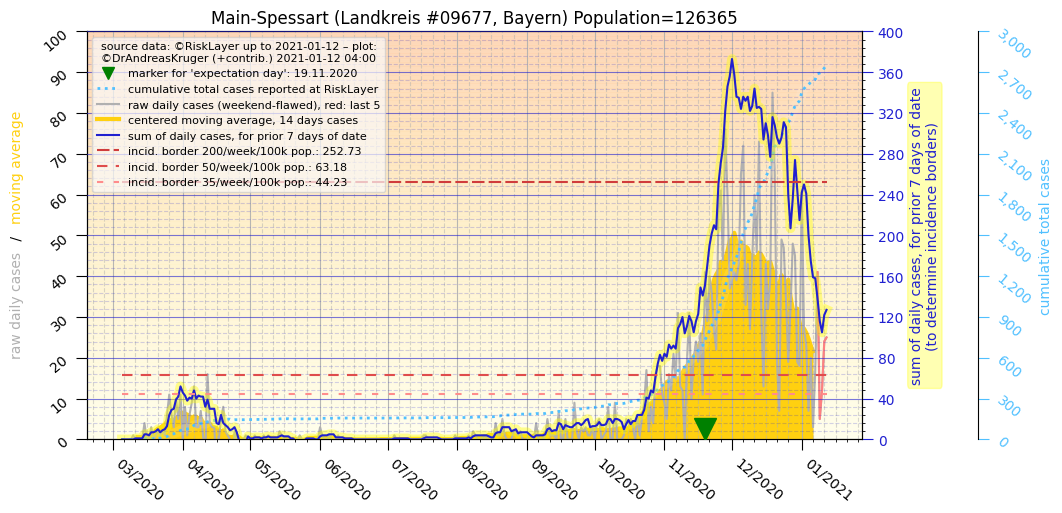 Main-Spessart (Landkreis #09677, Bayern) Population=126365
source data: ©RiskLayer up to 2021-01-12 – plot:
©DrAndreasKruger (+contrib.) 2021-01-12 04:00
marker for 'expectation day': 19.11.2020
cumulative total cases reported at RiskLayer
raw daily cases (weekend-flawed), red: last 5
centered moving average, 14 days cases
sum of daily cases, for prior 7 days of date
incid. border 200/week/100k pop.: 252.73
incid. border 50/week/100k pop.: 63.18
incid. border 35/week/100k pop.: 44.23
raw daily cases / moving average
100
90
80
70
60
50
40
30
20
10
0
03/2020
04/2020
05/2020
06/2020
07/2020
08/2020
09/2020
10/2020
11/2020
12/2020
01/2021
400
360
320
280
240
200
160
120
80
40
0
sum of daily cases, for prior 7 days of date
(to determine incidence borders)
3,000
2,700
2,400
2,100
1,800
1,500
1,200
900
600
300
0
cumulative total cases